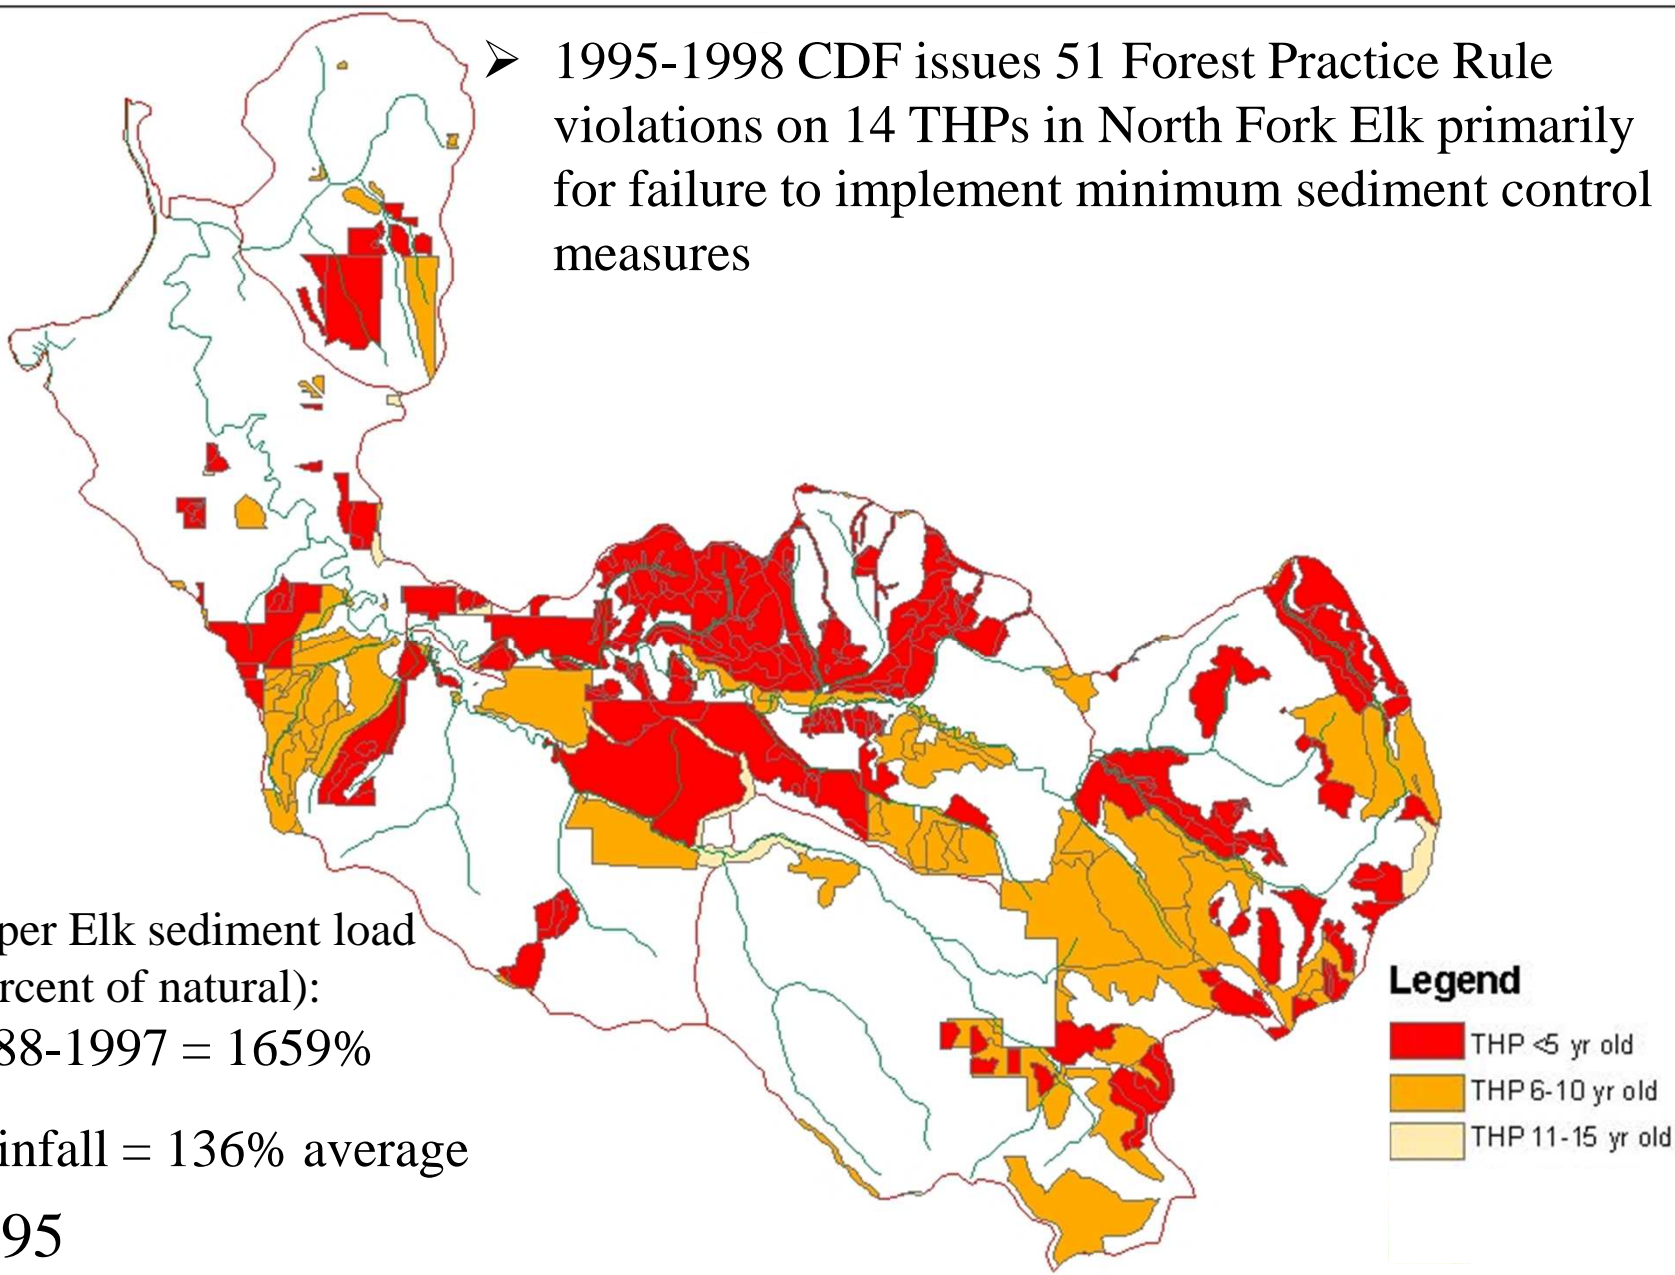 ➢ 1995-1998 CDF issues 51 Forest Practice Rule
violations on 14 THPs in North Fork Elk primarily
for failure to implement minimum sediment control
measures
per Elk sediment load
rcent of natural):
88-1997 = 1659%
infall = 136% average
95
Legend
THP <5 yr old
THP 6-10 yr old
THP 11-15 yr old